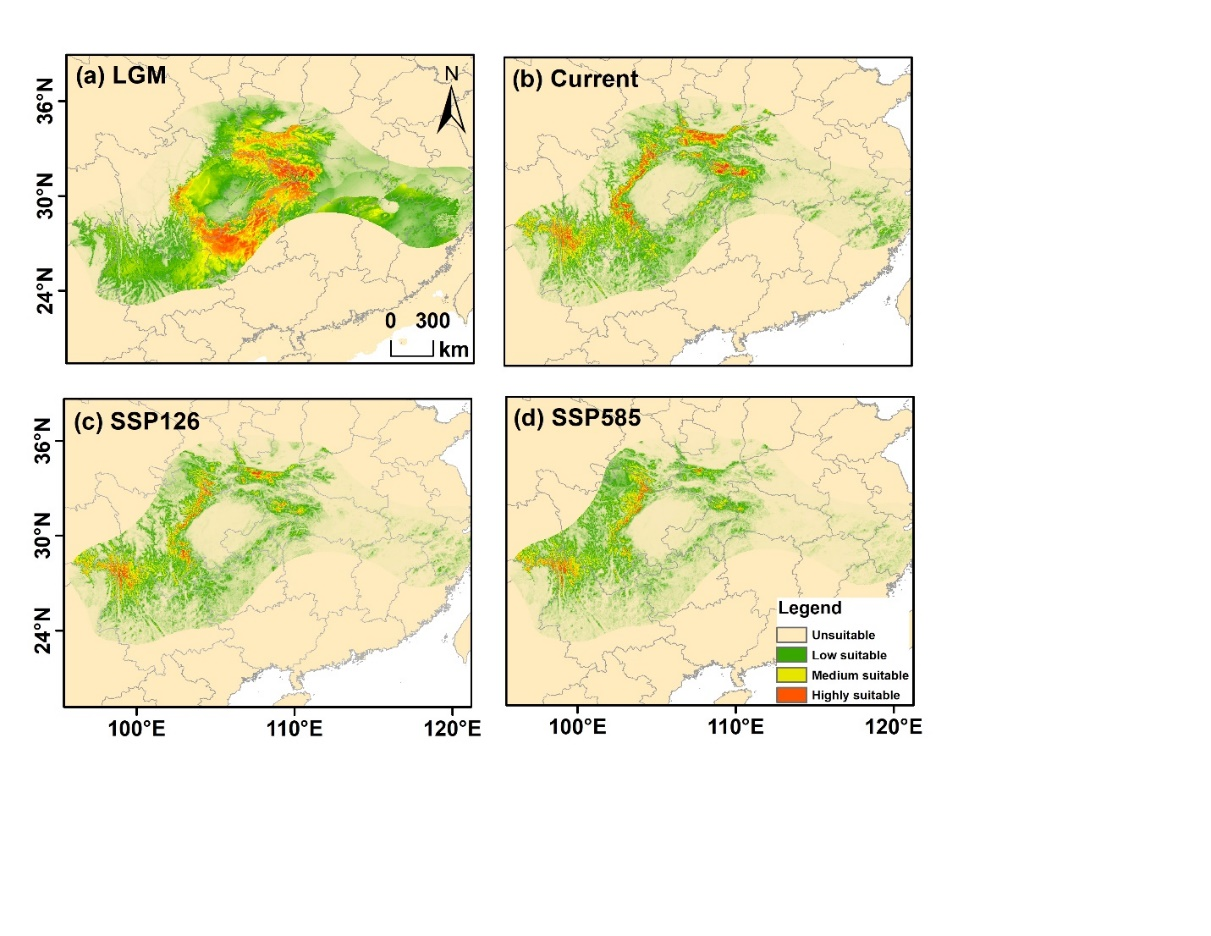 (a) LGM
N
36°N
30°N
24°N
0 300
km
(b) Current
(c) SSP126
36°N
30°N
24°N
100°E 110°E 120°E
(d) SSP585
Legend
Unsuitable
Low suitable
Medium suitable
Highly suitable
100°E 110°E 120°E